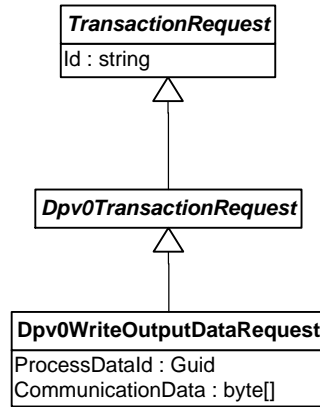 TransactionRequest
Id : string
Dpv0TransactionRequest
Dpv0WriteOutputDataRequest
ProcessDataId : Guid
CommunicationData : byte[]